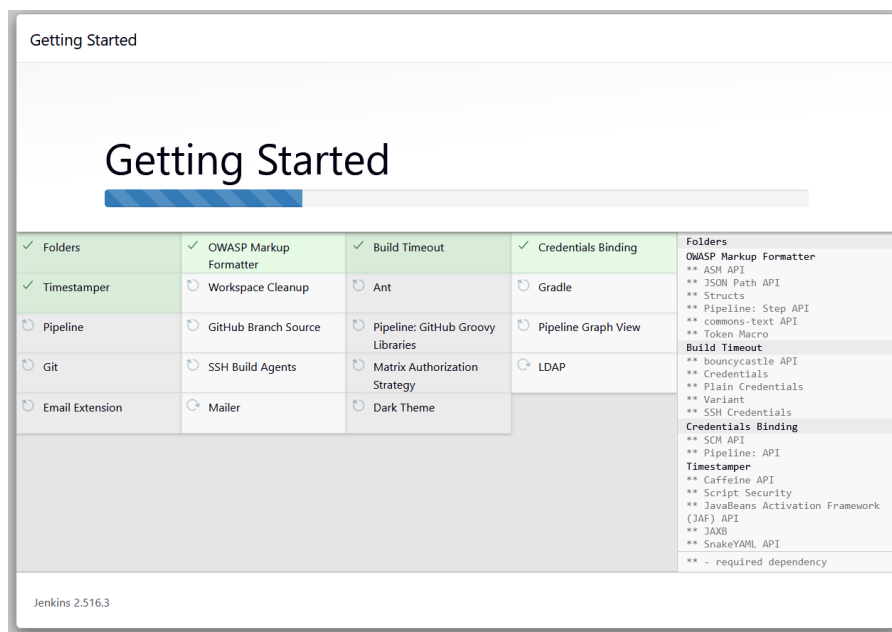 Getting Started
Getting Started
Folders
OWASP Markup
Formatter
Build Timeout
Credentials Binding
Timestamper
Workspace Cleanup
Ant
Gradle
Pipeline
GitHub Branch Source
Pipeline: GitHub Groovy
Libraries
Pipeline Graph View
Git
SSH Build Agents
Matrix Authorization
Strategy
LDAP
Email Extension
Mailer
Dark Theme
Folders
OWASP Markup Formatter
** ASM API
** JSON Path API
** Structs
** Pipeline: Step API
** commons-text API
** Token Macro
Build Timeout
** bouncycastle API
** Credentials
** Plain Credentials
** Variant
** SSH Credentials
Credentials Binding
** SCM API
** Pipeline: API
Timestamper
** Caffeine API
** Script Security
** JavaBeans Activation Framework
(JAF) API
** JAXB
** SnakeYAML API
** - required dependency
Jenkins 2.516.3